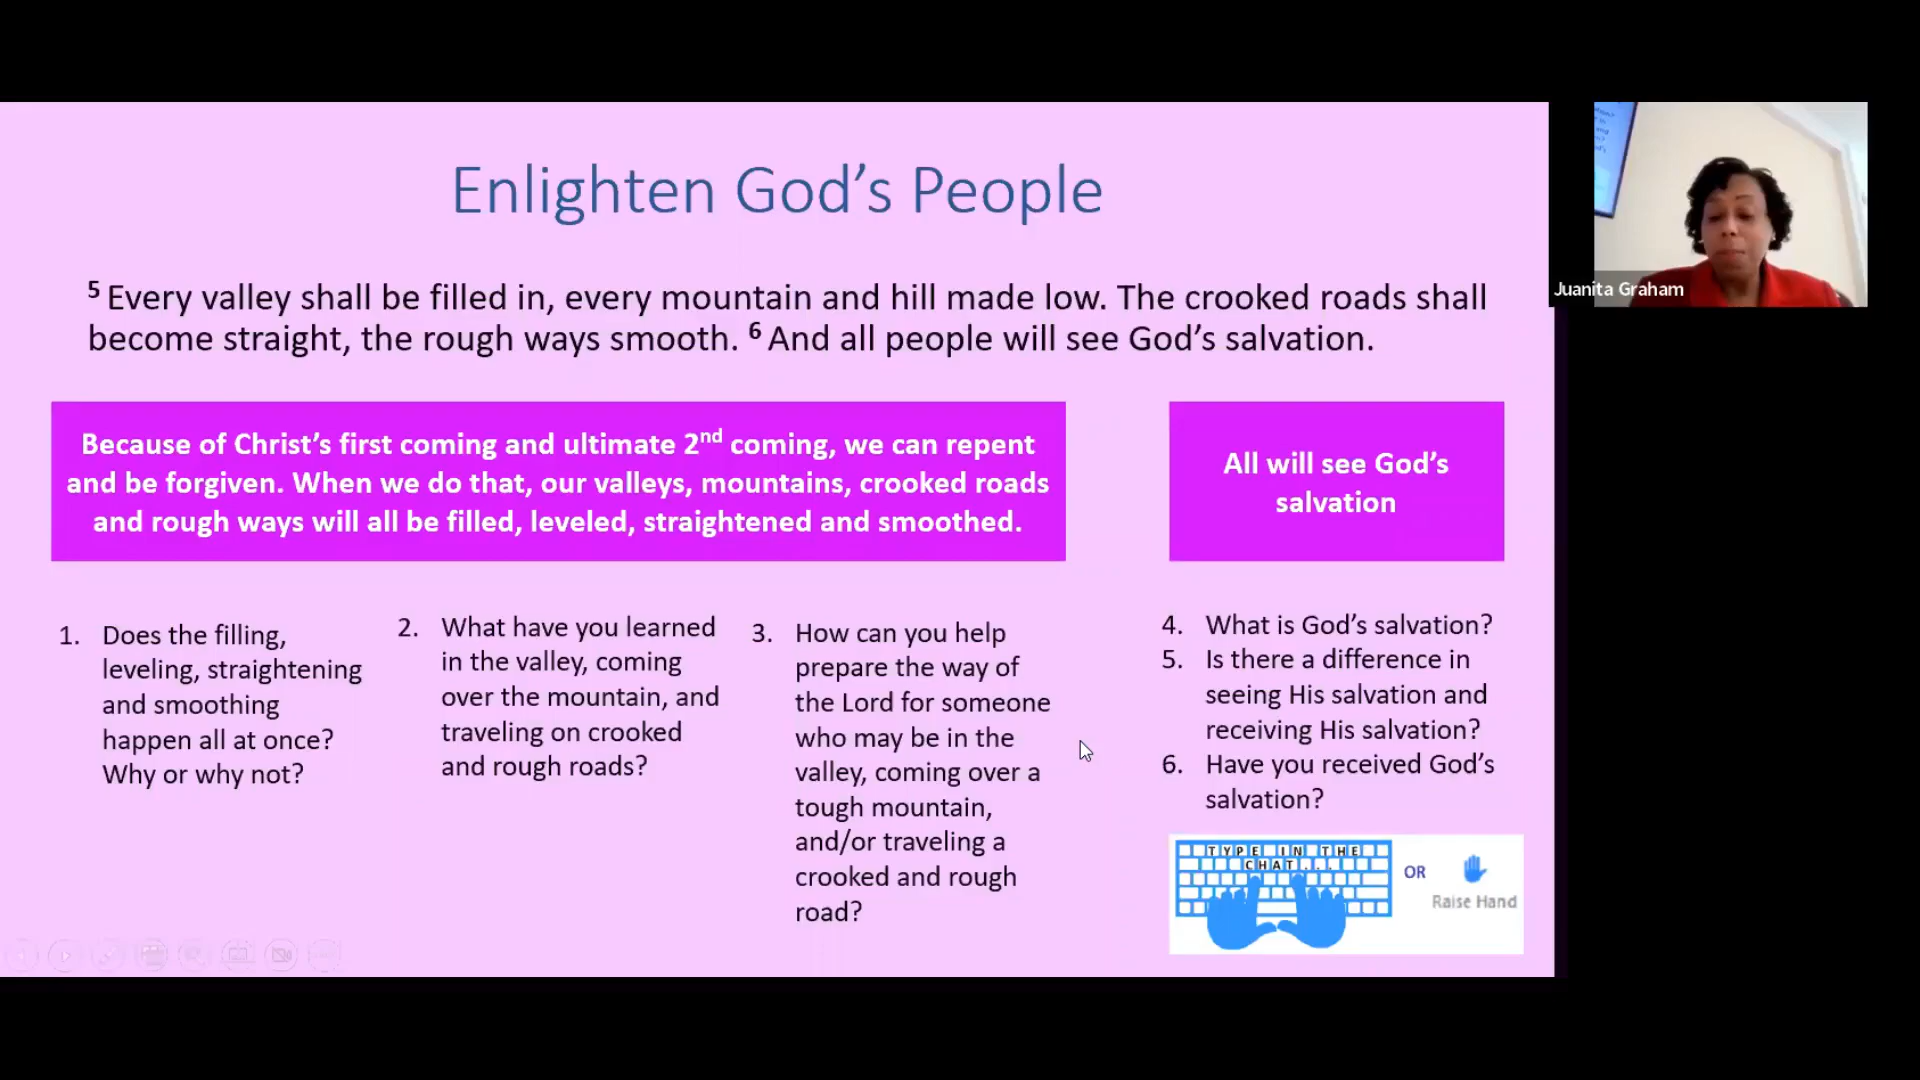 Enlighten God's People
5 Every valley shall be filled in, every mountain and hill made low. The crooked roads shall
become straight, the rough ways smooth. 6 And all people will see God's salvation.
Because of Christ's first coming and ultimate 2nd coming, we can repent
and be forgiven. When we do that, our valleys, mountains, crooked roads
and rough ways will all be filled, leveled, straightened and smoothed.
All will see God's
salvation
1. Does the filling,
leveling, straightening
and smoothing
happen all at once?
Why or why not?
2. What have you learned
in the valley, coming
over the mountain, and
traveling on crooked
and rough roads?
3. How can you help
prepare the way of
the Lord for someone
who may be in the
valley, coming over a
tough mountain,
and/or traveling a
crooked and rough
road?
4. What is God's salvation?
5. Is there a difference in
seeing His salvation and
receiving His salvation?
6. Have you received God's
salvation?
TYPE IN THE
CHAT...
OR
Raise Hand
Juanita Graham